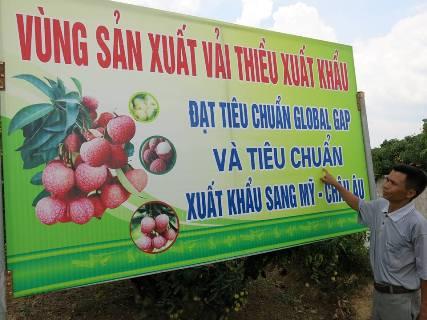 VÙNG SẢN XUẤT VẢI THIỀU XUẤT KHẨU
ĐẠT TIÊU CHUẨN GLOBAL GAP
VÀ TIÊU CHUẨN
XUẤT KHẨU SANG MỸ - CHÂU ÂU